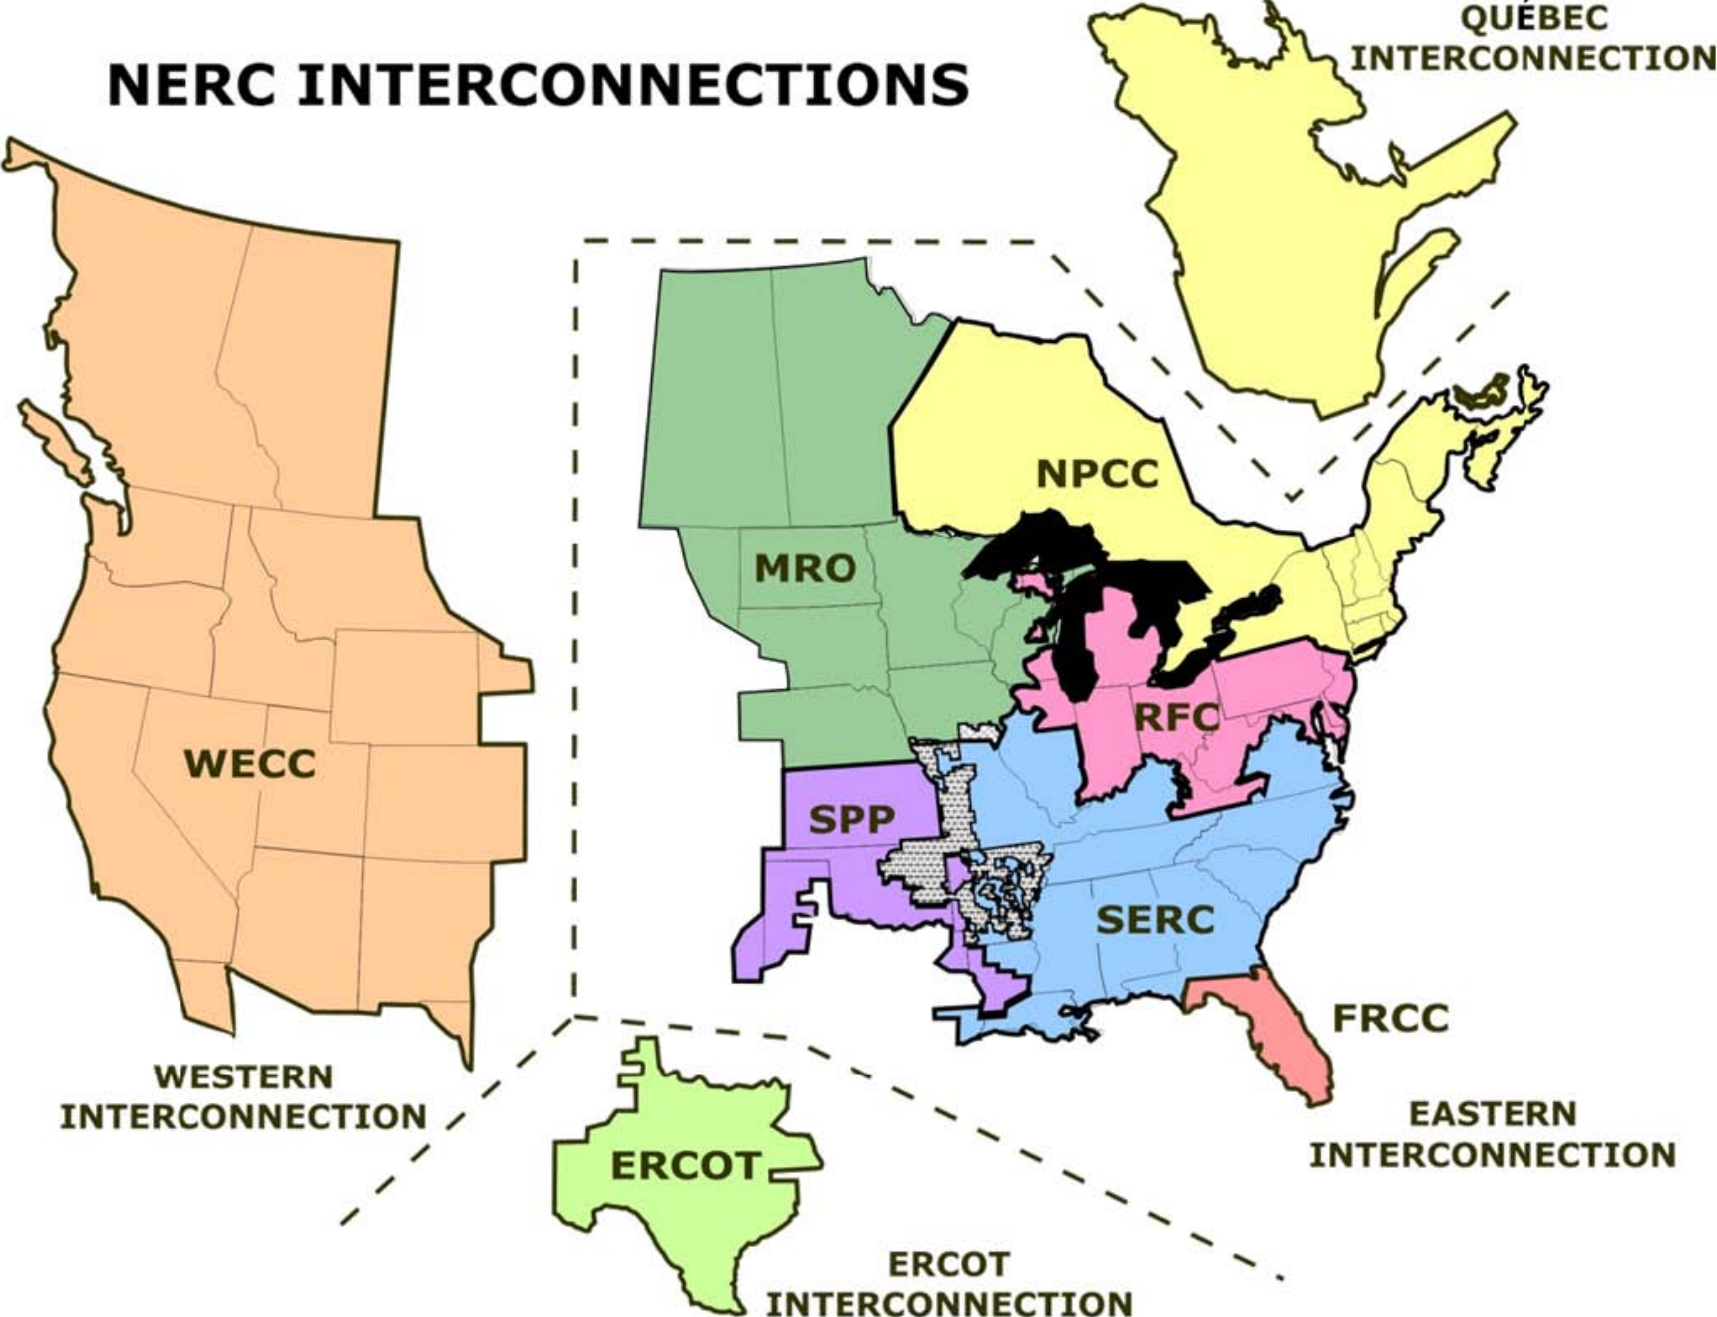 NERC INTERCONNECTIONS
QUÉBEC
INTERCONNECTION
NPCC
MRO
RFC
WECC
SPP
SERC
FRCC
WESTERN
INTERCONNECTION
EASTERN
INTERCONNECTION
ERCOT
ERCOT
INTERCONNECTION